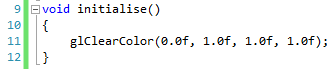 9 void initialise()
10 {
11 glClearColor(0.0f, 1.0f, 1.0f, 1.0f);
12 }